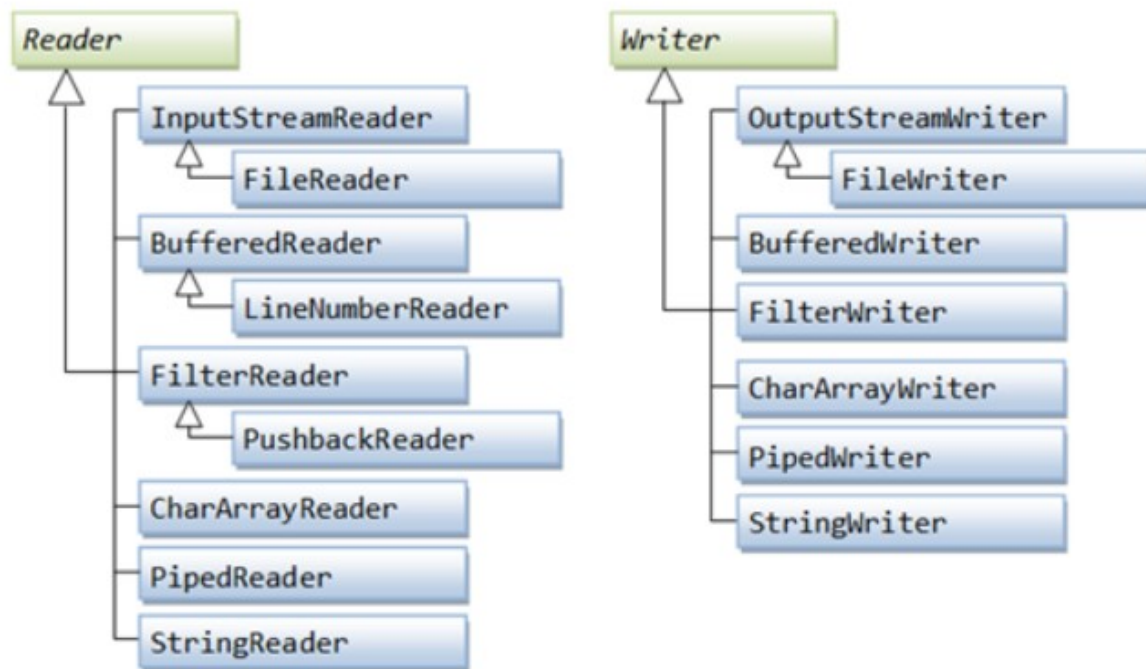 Reader
InputStreamReader
FileReader
BufferedReader
LineNumberReader
FilterReader
PushbackReader
CharArrayReader
PipedReader
StringReader
Writer
OutputStreamWriter
FileWriter
BufferedWriter
FilterWriter
CharArrayWriter
PipedWriter
StringWriter